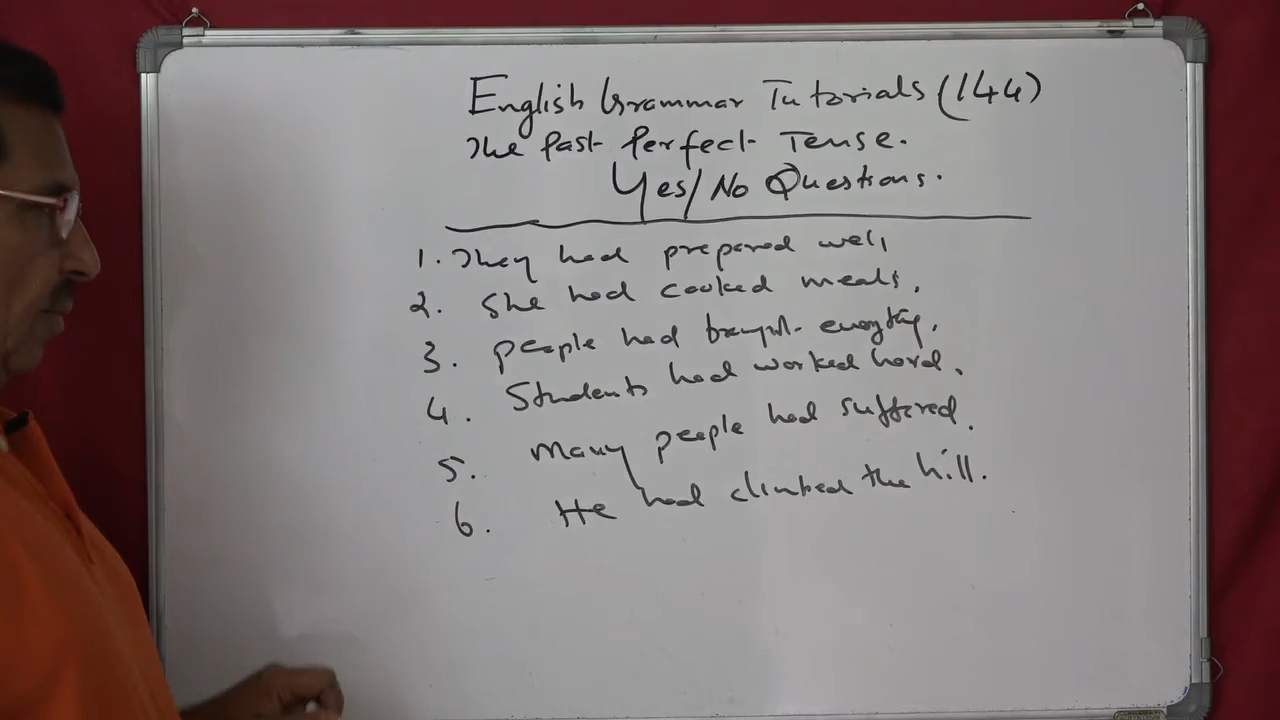 English Grammar Tutorials (144)
The Past Perfect Tense.
Yes/No Questions.
1. They had prepared well
2. She had cooked meals.
3. people had everything.
4. Students had worked hard.
5. Many people had suffered.
6. He had climbed the hill.